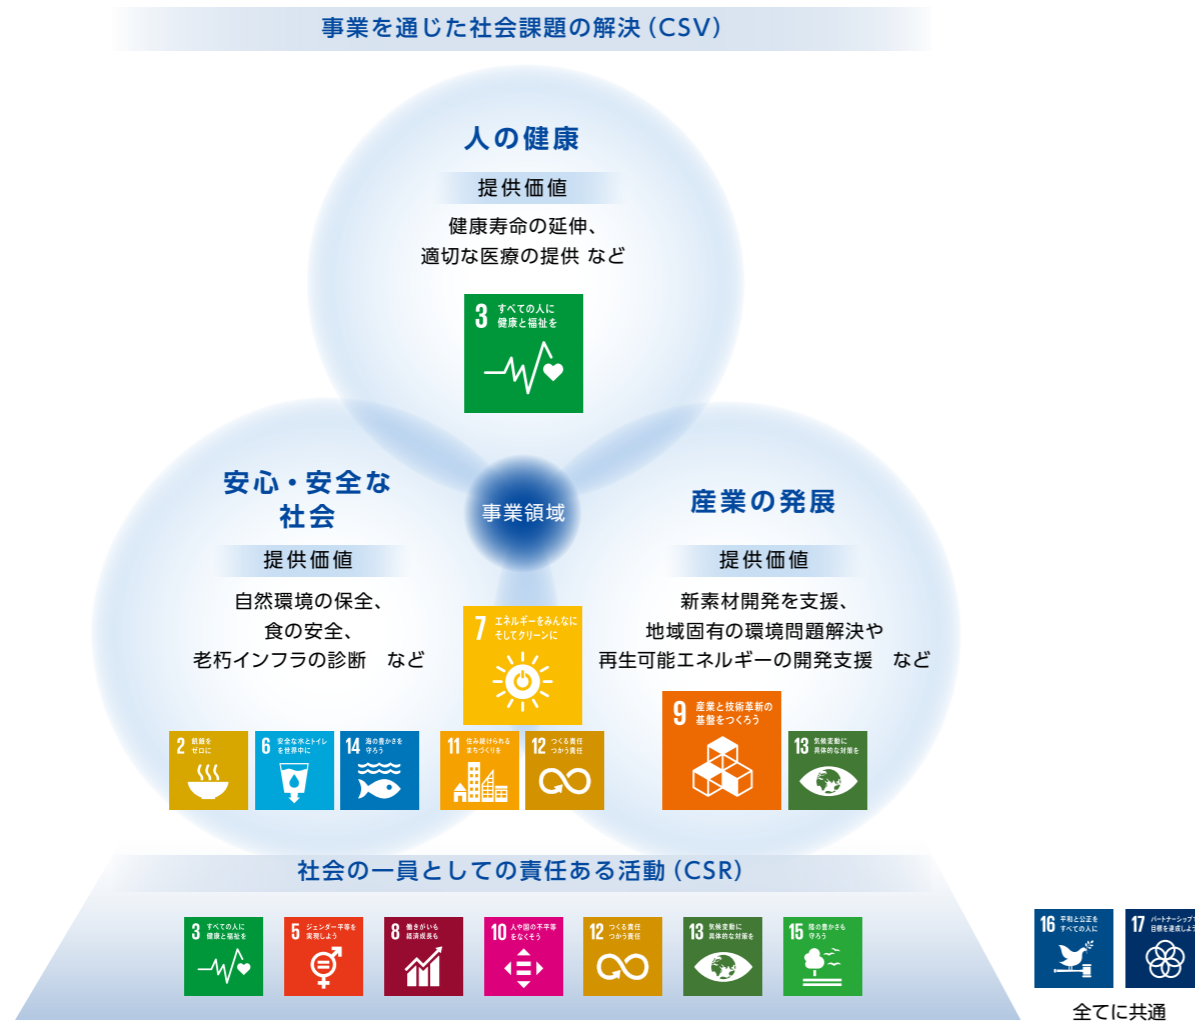 事業を通じた社会課題の解決（CSV）
人の健康
提供価値
健康寿命の延伸、
適切な医療の提供 など
3 すべての人に
健康と福祉を
安心・安全な
社会
提供価値
自然環境の保全、
食の安全、
老朽インフラの診断　など
2 飢餓を
ゼロに
6 安全な水とトイレ
を世界中に
14 海の豊かさを
守ろう
事業領域
7 エネルギーをみんなに
そしてクリーンに
11 住み続けられる
まちづくりを
12 つくる責任
つかう責任
産業の発展
提供価値
新素材開発を支援、
地域固有の環境問題解決や
再生可能エネルギーの開発支援　など
9 産業と技術革新の
基盤をつくろう
13 気候変動に
具体的な対策を
社会の一員としての責任ある活動（CSR）
3 すべての人に
健康と福祉を
5 ジェンダー平等を
実現しよう
8 働きがいも
経済成長も
10 人や国の不平等
をなくそう
12 つくる責任
つかう責任
13 気候変動に
具体的な対策を
15 陸の豊かさも
守ろう
16 平和と公正を
すべての人に
17 パートナーシップで
目標を達成しよう
全てに共通